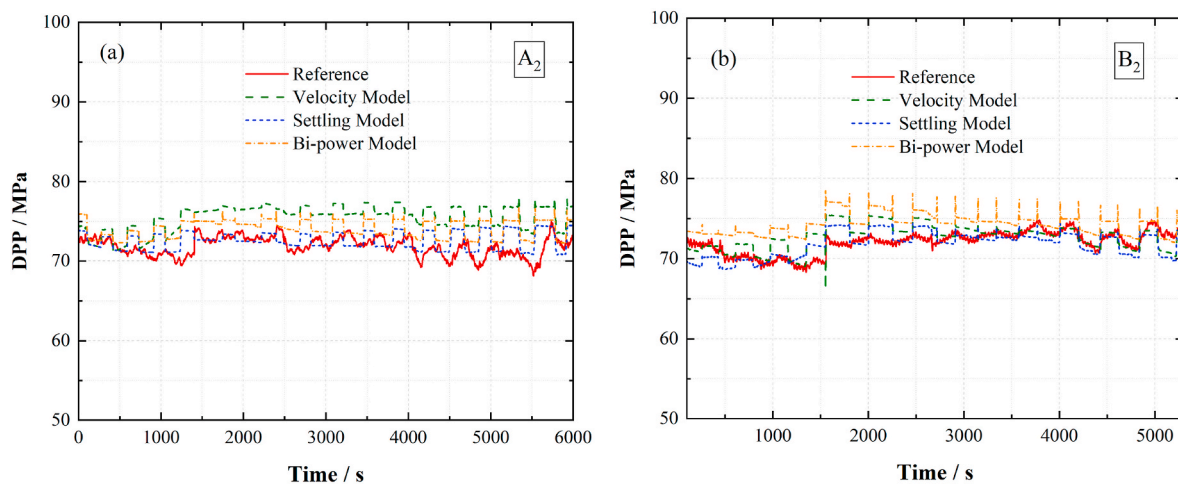 (a)
A2
Reference
Velocity Model
Settling Model
Bi-power Model
DPP / MPa
100
90
80
70
60
50
0
1000
2000
3000
4000
5000
6000
Time / s
(b)
B2
Reference
Velocity Model
Settling Model
Bi-power Model
DPP / MPa
100
90
80
70
60
50
1000
2000
3000
4000
5000
Time / s